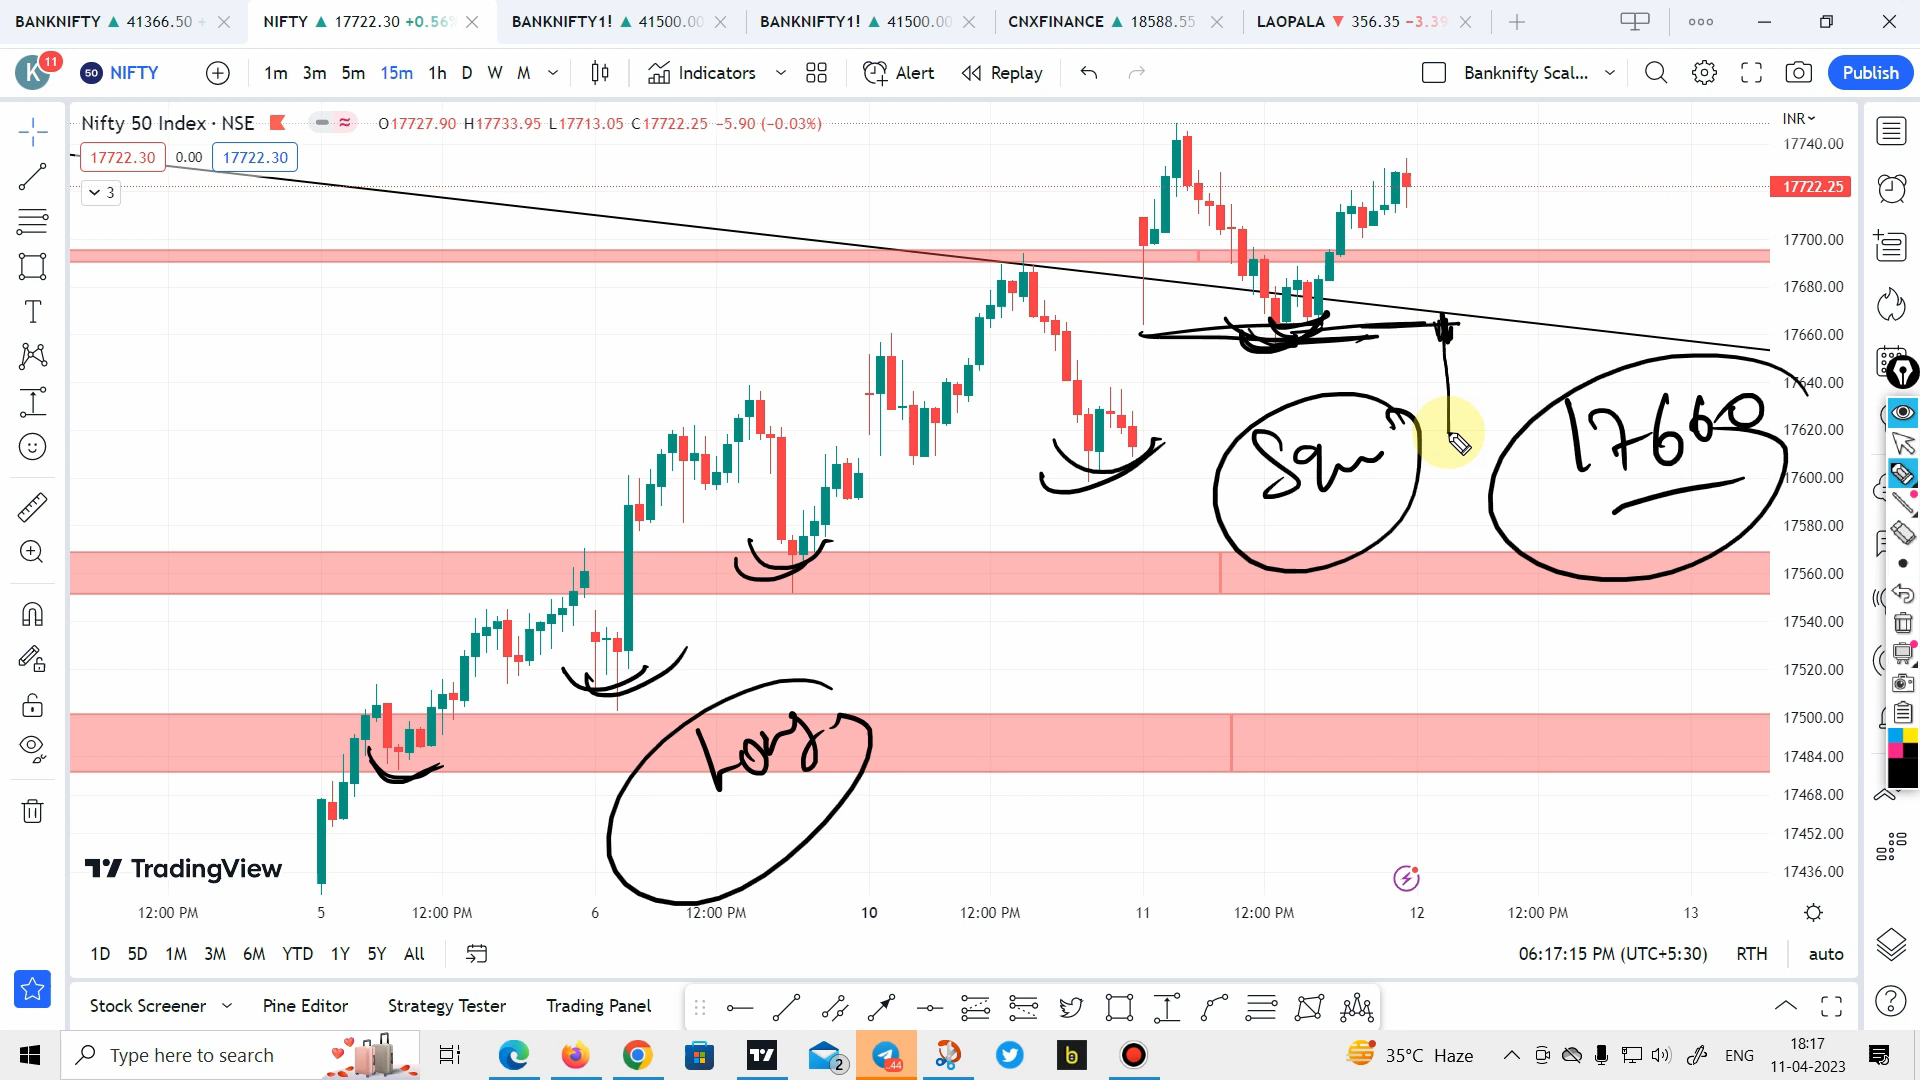 BANKNIFTY ▲ 41366.50 +
NIFTY ▲ 17722.30 +0.56%
BANKNIFTY1! ▲ 41500.00
BANKNIFTY1! ▲ 41500.00
CNXFINANCE ▲ 18588.55
LAOPALA ▼ 356.35 −3.39
K 11
50 NIFTY
1m 3m 5m 15m 1h D W M
Indicators
Alert
Replay
Banknifty Scal...
Publish
Nifty 50 Index · NSE
O17727.90 H17733.95 L17713.05 C17722.25 −5.90 (−0.03%)
17722.30 0.00 17722.30
3
INR
17740.00
17722.25
17700.00
17680.00
17660.00
17640.00
17620.00
17600.00
17580.00
17560.00
17540.00
17520.00
17500.00
17484.00
17468.00
17452.00
17436.00
17660
Long
TradingView
12:00 PM 5 12:00 PM 6 12:00 PM 10 12:00 PM 11 12:00 PM 12 12:00 PM 13
1D 5D 1M 3M 6M YTD 1Y 5Y All
06:17:15 PM (UTC+5:30) RTH auto
Stock Screener Pine Editor Strategy Tester Trading Panel
Type here to search
2
44
35°C Haze
ENG
18:17
11-04-2023